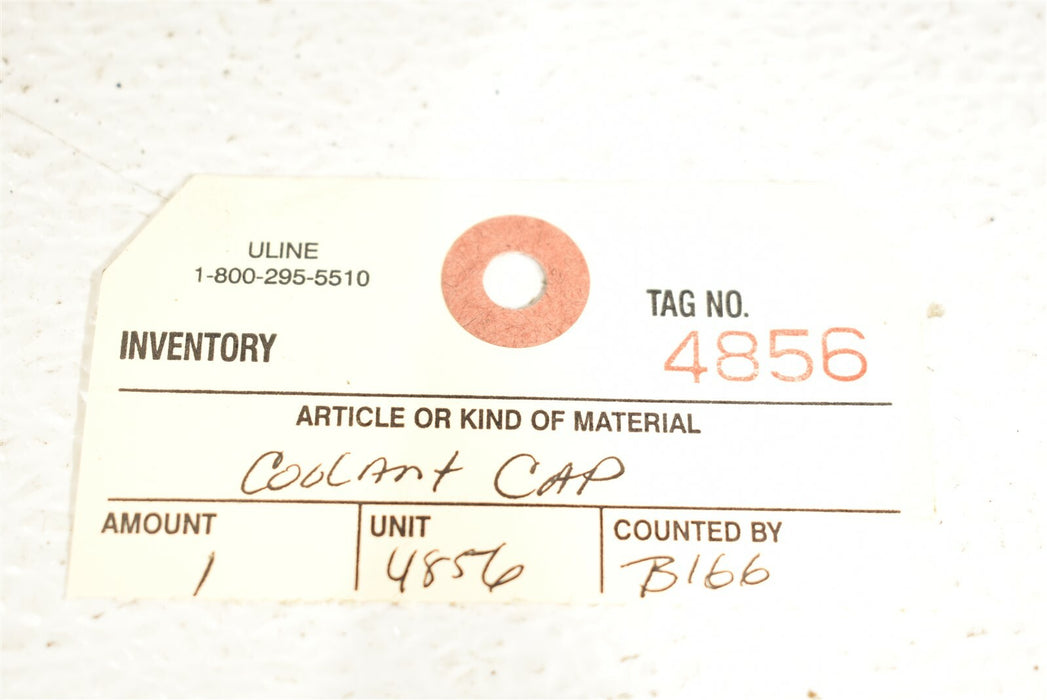 ULINE
1-800-295-5510
TAG NO.
INVENTORY
4856
ARTICLE OR KIND OF MATERIAL
COOLANT CAP
AMOUNT UNIT COUNTED BY
1 4856 B166